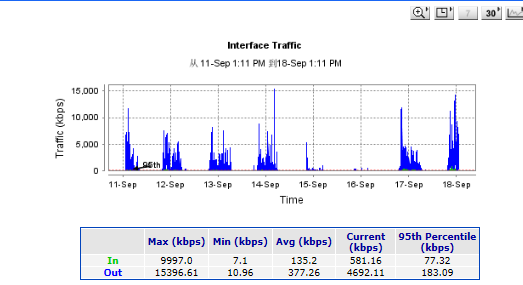 7 30
Interface Traffic
从 11-Sep 1:11 PM 到18-Sep 1:11 PM
Traffic (kbps)
15,000
10,000
5,000
0
95th
11-Sep 12-Sep 13-Sep 14-Sep 15-Sep 16-Sep 17-Sep 18-Sep
Time
Max (kbps) Min (kbps) Avg (kbps) Current (kbps) 95th Percentile (kbps)
In 9997.0 7.1 135.2 581.16 77.32
Out 15396.61 10.96 377.26 4692.11 183.09